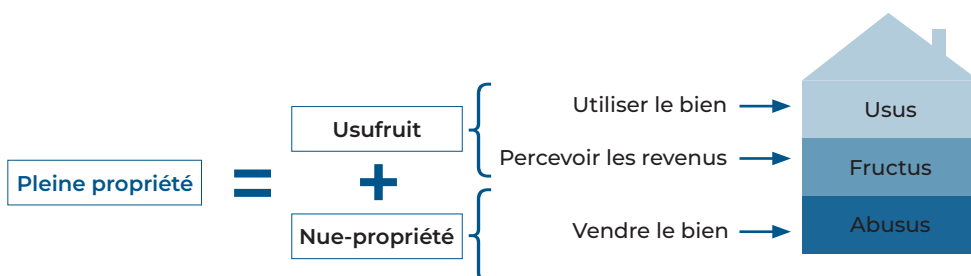 Pleine propriété
=
Usufruit
+
Nue-propriété
Utiliser le bien
Percevoir les revenus
Vendre le bien
Usus
Fructus
Abusus